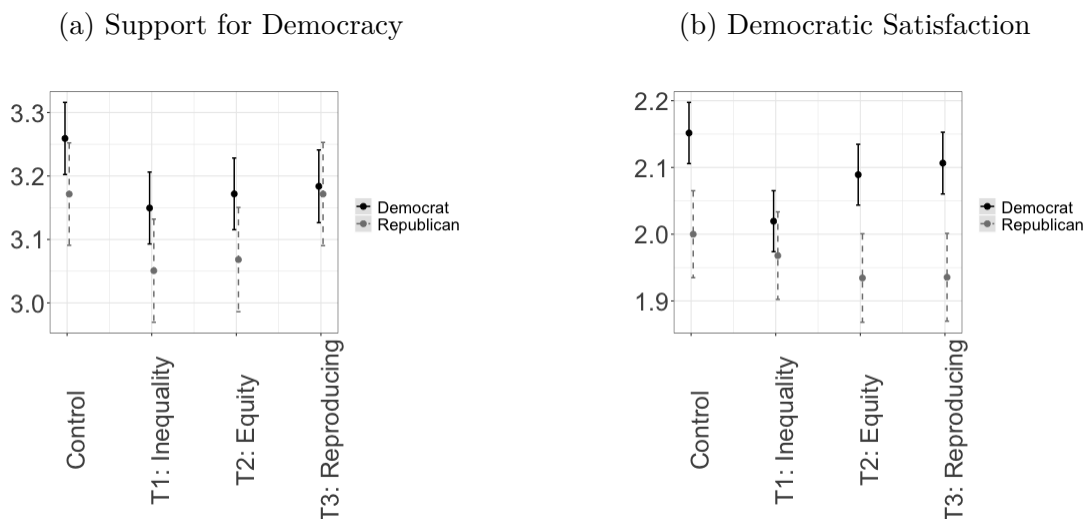 (a) Support for Democracy
3.3
3.2
3.1
3.0
Control
T1: Inequality
T2: Equity
T3: Reproducing
Democrat
Republican
(b) Democratic Satisfaction
2.2
2.1
2.0
1.9
Control
T1: Inequality
T2: Equity
T3: Reproducing
Democrat
Republican